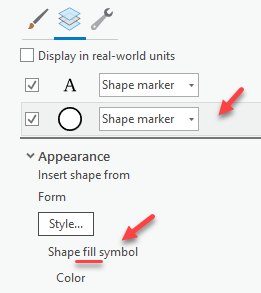 Display in real-world units
A Shape marker
Shape marker
Appearance
Insert shape from
Form
Style...
Shape fill symbol
Color